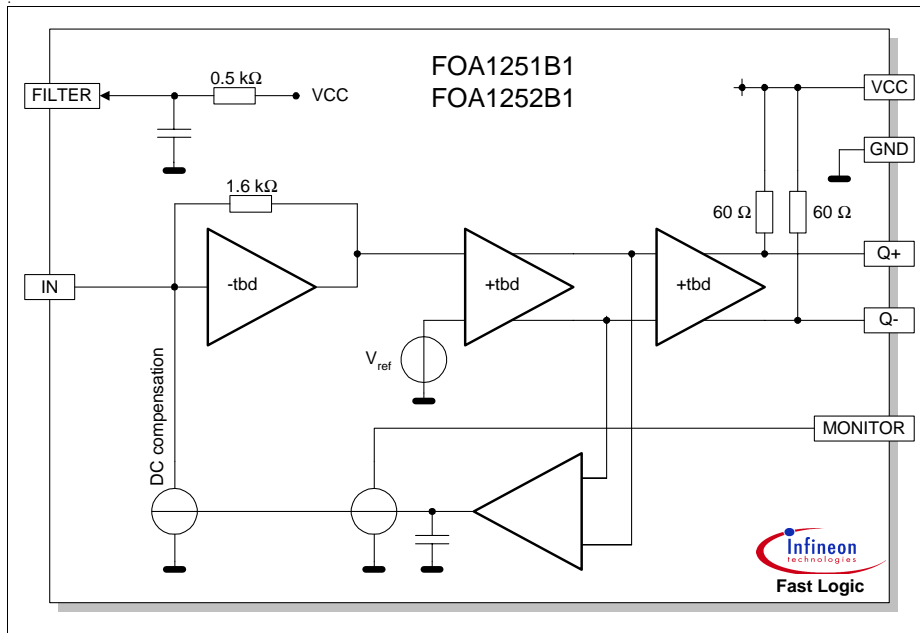 FOA1251B1
FOA1252B1
FILTER
0.5 kΩ
VCC
VCC
GND
1.6 kΩ
60 Ω
60 Ω
IN
-tbd
+tbd
+tbd
Q+
Q-
Vref
DC compensation
MONITOR
Infineon
technologies
Fast Logic